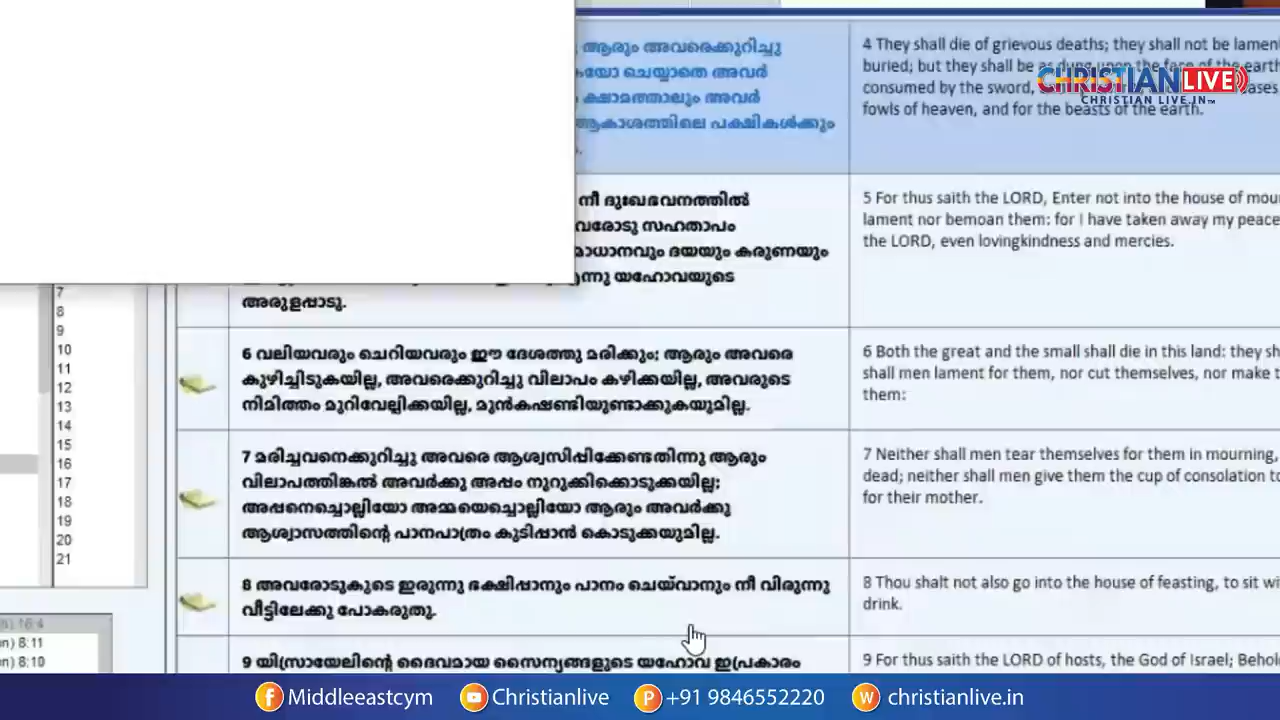 ആരും അവരെക്കുറിച്ചു
ചെയ്യാതെ അവർ
ക്ഷാമത്താലും അവർ
ആകാശത്തിലെ പക്ഷികൾക്കും
4 They shall die of grievous deaths; they shall not be lament
buried; but they shall be as dung upon the face of the earth
consumed by the sword,
fowls of heaven, and for the beasts of the earth.
CHRISTIAN LIVE
CHRISTIAN LIVE.IN™
നീ ദുഃഖഭവനത്തിൽ
വരോടു സഹതാപം
മാധാനവും ദയയും കരുണയും
എന്നു യഹോവയുടെ
അരുളപ്പാടു.
5 For thus saith the LORD, Enter not into the house of mou
lament nor bemoan them: for I have taken away my peace
the LORD, even lovingkindness and mercies.
6 വലിയവരും ചെറിയവരും ഈ ദേശത്തു മരിക്കും; ആരും അവരെ
കുഴിച്ചിടുകയില്ല, അവരെക്കുറിച്ചു വിലാപം കഴിക്കയില്ല, അവരുടെ
നിമിത്തം മുറിവേല്ക്കയില്ല, മുൻകഷണ്ടിയുണ്ടാക്കുകയുമില്ല.
6 Both the great and the small shall die in this land: they sh
shall men lament for them, nor cut themselves, nor make t
them:
7 മരിച്ചവനെക്കുറിച്ചു അവരെ ആശ്വസിപ്പിക്കേണ്ടതിന്നു ആരും
വിലാപത്തിങ്കൽ അവർക്കു അപ്പം നുറുക്കിക്കൊടുക്കയില്ല;
അപ്പനെച്ചൊല്ലിയോ അമ്മയെച്ചൊല്ലിയോ ആരും അവർക്കു
ആശ്വാസത്തിന്റെ പാനപാത്രം കുടിപ്പാൻ കൊടുക്കയുമില്ല.
7 Neither shall men tear themselves for them in mourning,
dead; neither shall men give them the cup of consolation to
for their mother.
8 അവരോടുകൂടെ ഇരുന്നു ഭക്ഷിപ്പാനും പാനം ചെയ്‌വാനും നീ വിരുന്നു
വീട്ടിലേക്കു പോകരുതു.
8 Thou shalt not also go into the house of feasting, to sit wi
drink.
9 യിസ്രായേലിന്റെ ദൈവമായ സൈന്യങ്ങളുടെ യഹോവ ഇപ്രകാരം
9 For thus saith the LORD of hosts, the God of Israel; Behol
7
8
9
10
11
12
13
14
15
16
17
18
19
20
21
16:4
n) 8:11
n) 8:10
Middleeastcym
Christianlive
+91 9846552220
christianlive.in